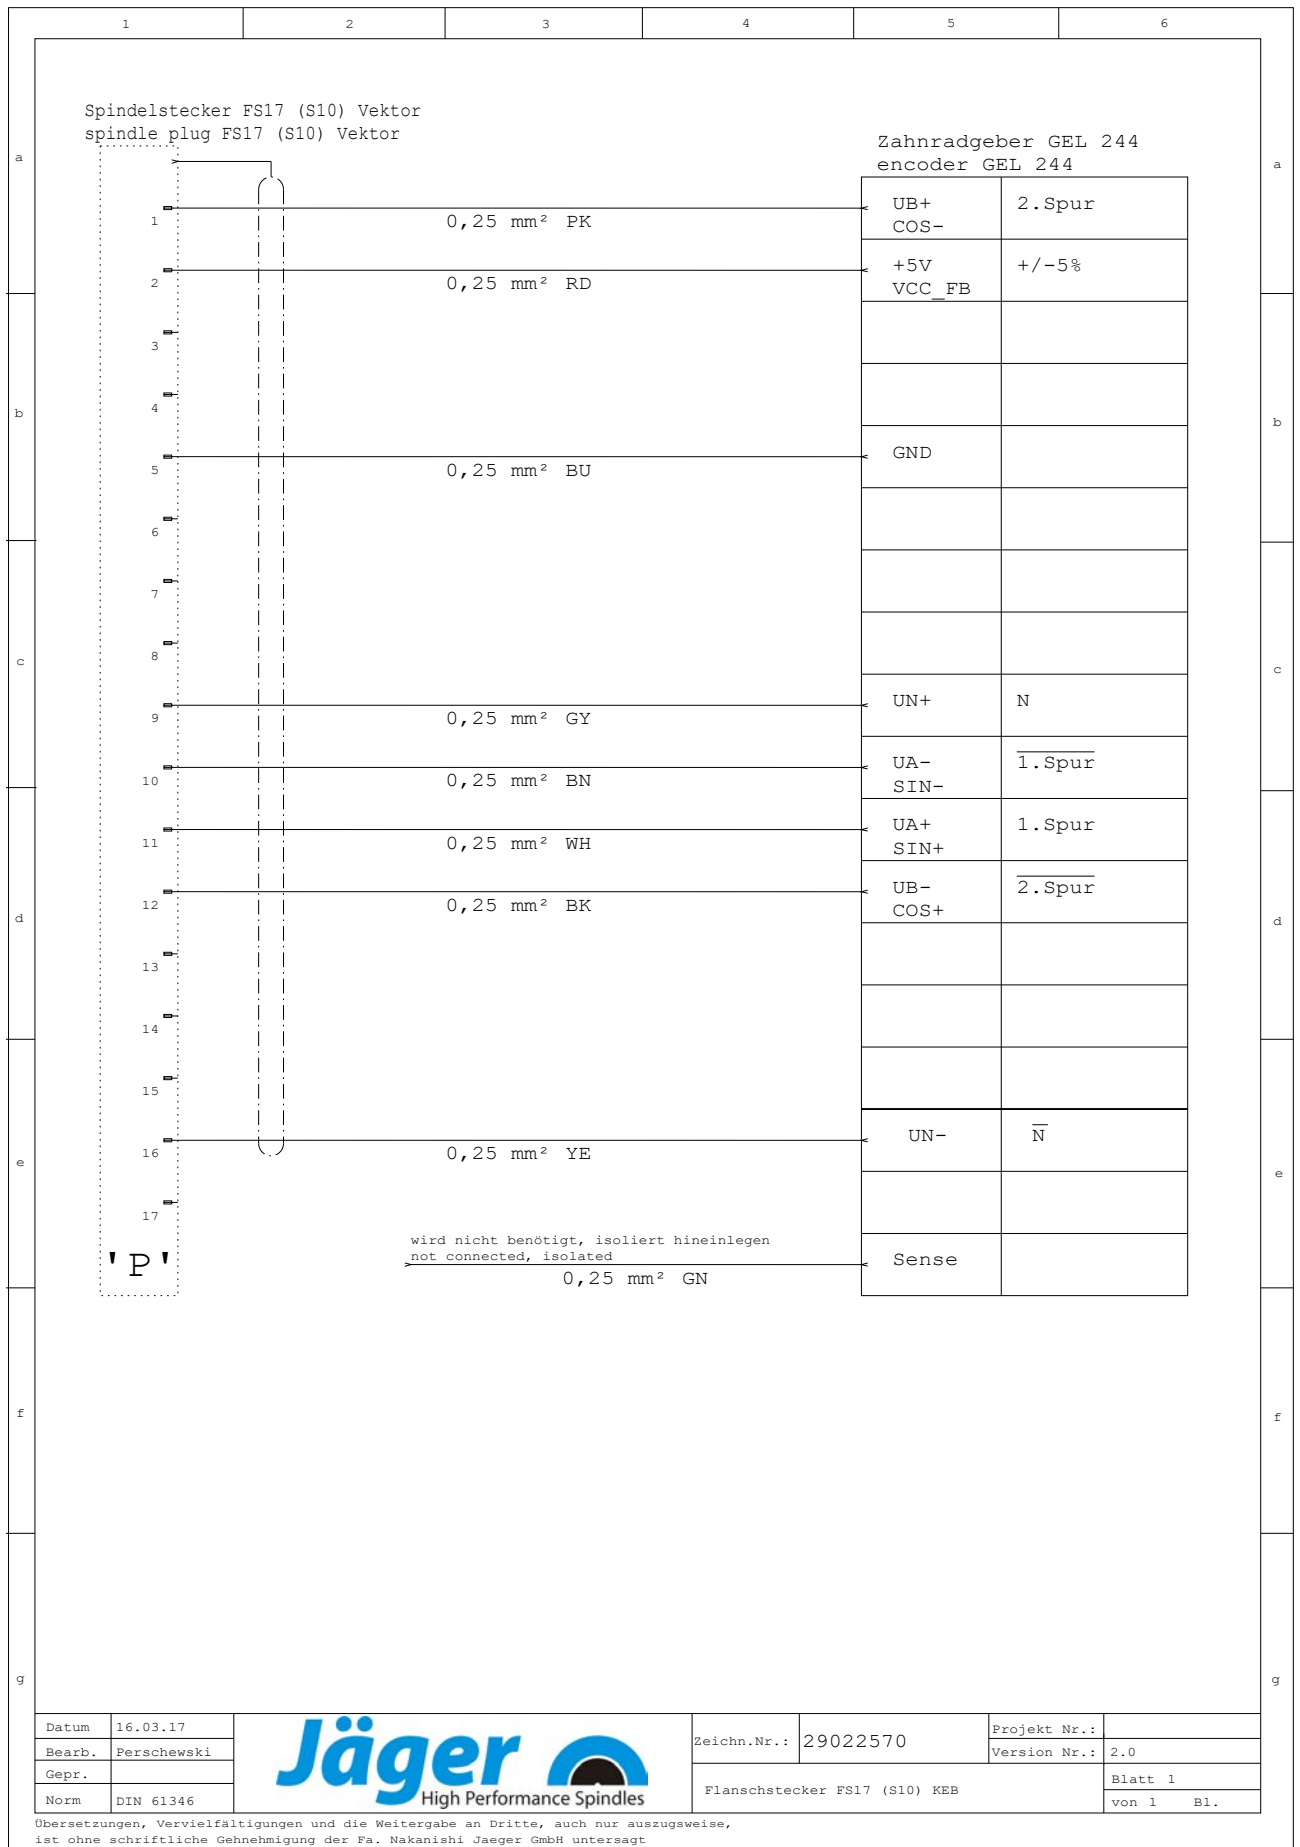 1 2 3 4 5 6
Spindelstecker FS17 (S10) Vektor
spindle plug FS17 (S10) Vektor
Zahnradgeber GEL 244
encoder GEL 244
a a
1 0,25 mm² PK UB+ 2.Spur
COS-
2 0,25 mm² RD +5V +/-5%
VCC_FB
3
4
b b
5 0,25 mm² BU GND
6
7
8
c c
9 0,25 mm² GY UN+ N
10 0,25 mm² BN UA- 1.Spur
SIN-
11 0,25 mm² WH UA+ 1.Spur
SIN+
12 0,25 mm² BK UB- 2.Spur
COS+
d d
13
14
15
16 0,25 mm² YE UN- N
e e
17
wird nicht benötigt, isoliert hineinlegen
not connected, isolated
'P' 0,25 mm² GN Sense
f f
g g
Datum 16.03.17
Bearb. Perschewski
Gepr.
Norm DIN 61346
Jäger
High Performance Spindles
Zeichn.Nr.: 29022570
Projekt Nr.:
Version Nr.: 2.0
Flanschstecker FS17 (S10) KEB
Blatt 1
von 1 Bl.
Übersetzungen, Vervielfältigungen und die Weitergabe an Dritte, auch nur auszugsweise,
ist ohne schriftliche Gehnehmigung der Fa. Nakanishi Jaeger GmbH untersagt